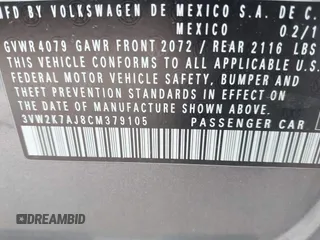 MFD BY VOLKSWAGEN DE MEXICO S.A. DE C.
MEXICO 02/1
GVWR 4079 GAWR FRONT 2072 / REAR 2116 LBS
THIS VEHICLE CONFORMS TO ALL APPLICABLE U.S.
FEDERAL MOTOR VEHICLE SAFETY, BUMPER, AND
THEFT PREVENTION STANDARDS IN EFFECT ON
THE DATE OF MANUFACTURE SHOWN ABOVE.
3VW2K7AJ8CM379105 PASSENGER CAR
DREAMBID